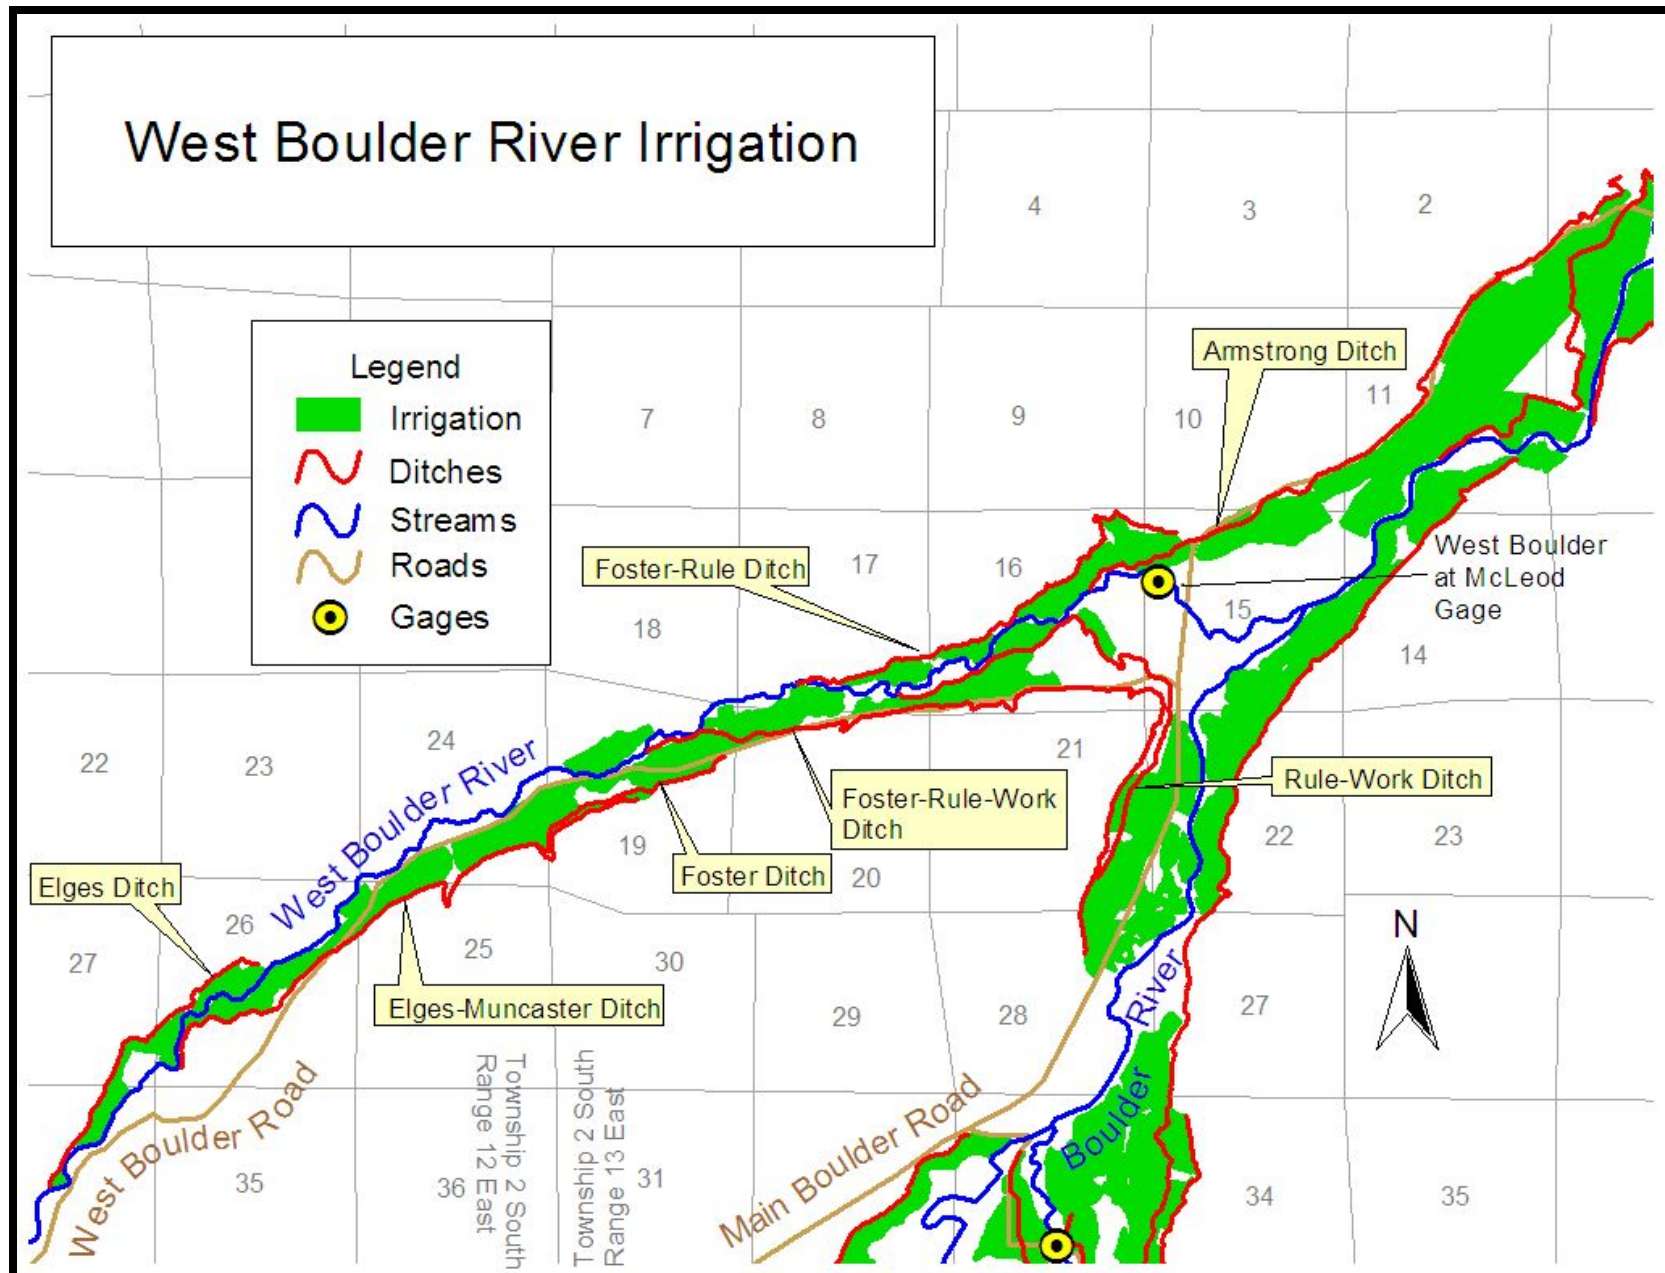 West Boulder River Irrigation
4
3
2
Legend
Irrigation
Ditches
Streams
Roads
Gages
Armstrong Ditch
7
8
9
10
11
Foster-Rule Ditch
17
16
West Boulder
at McLeod
Gage
15
18
14
22
23
24
West Boulder River
21
Rule-Work Ditch
Foster-Rule-Work
Ditch
19
Foster Ditch
20
22
23
Elges Ditch
26
27
25
30
Elges-Muncaster Ditch
29
28
27
N
River
Boulder
West Boulder Road
Main Boulder Road
Township 2 South
Range 12 East
Township 2 South
Range 13 East
35
36
31
34
35